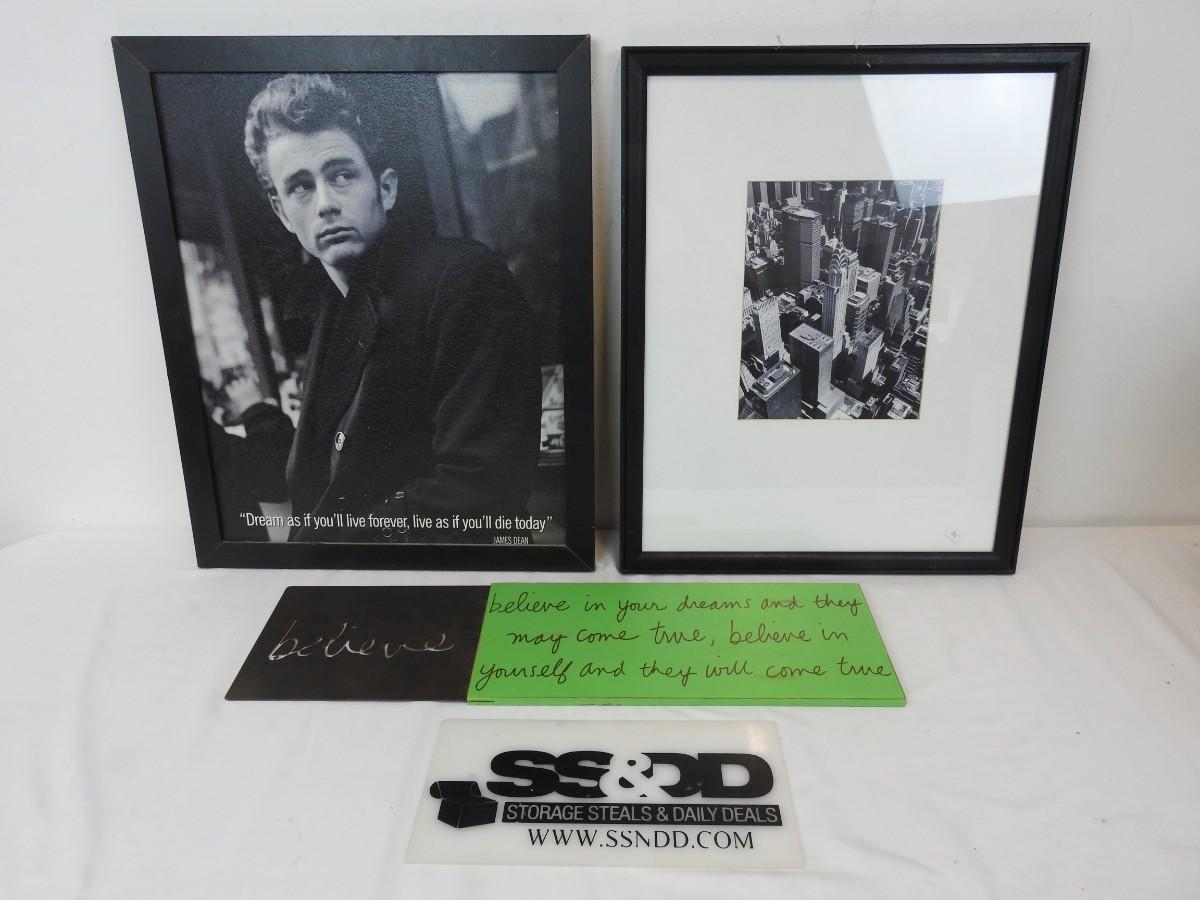 “Dream as if you'll live forever, live as if you'll die today”
JAMES DEAN
believe
believe in your dreams and they
may come true, believe in
yourself and they will come true
SS&DD
STORAGE STEALS & DAILY DEALS
WWW.SSNDD.COM